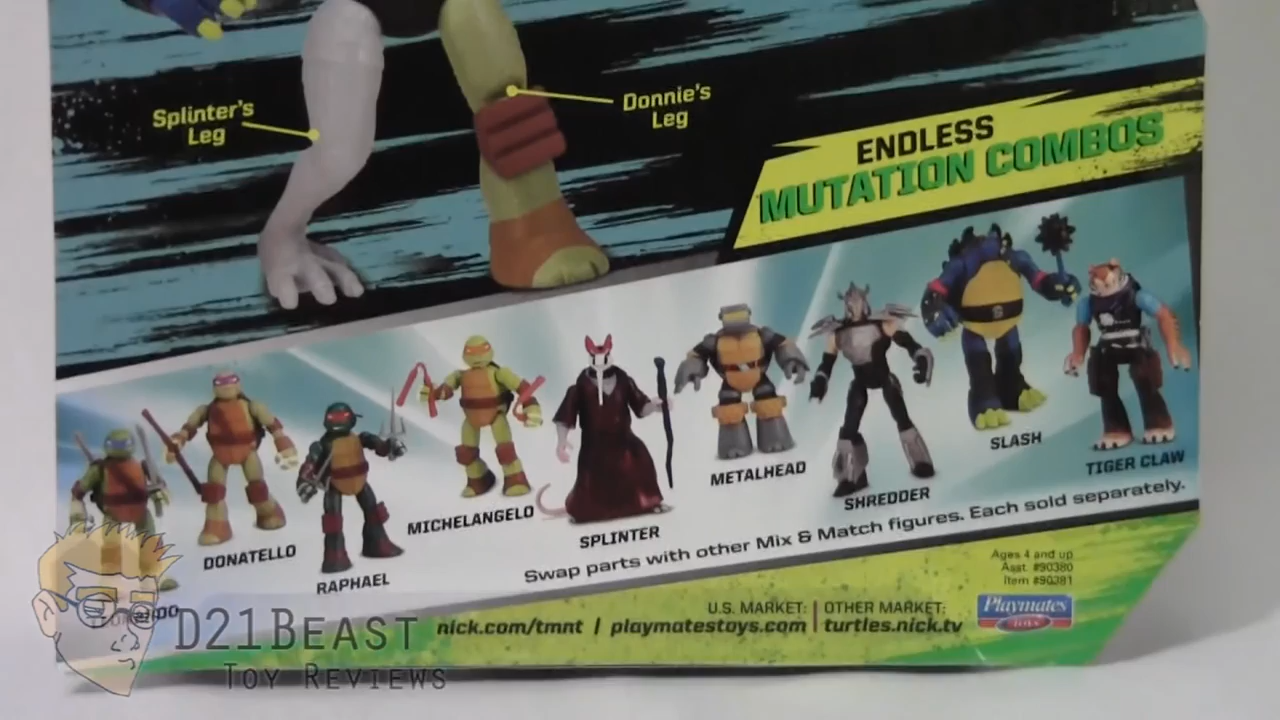 Splinter's
Leg
Donnie's
Leg
ENDLESS
MUTATION COMBOS
DONATELLO
RAPHAEL
MICHELANGELO
SPLINTER
METALHEAD
SHREDDER
SLASH
TIGER CLAW
Swap parts with other Mix & Match figures. Each sold separately.
Ages 4 and up
Asst. #90380
Item #90381
U.S. MARKET: | OTHER MARKET:
nick.com/tmnt / playmatestoys.com | turtles.nick.tv
Playmates
TOYS
D21BEAST
TOY REVIEWS